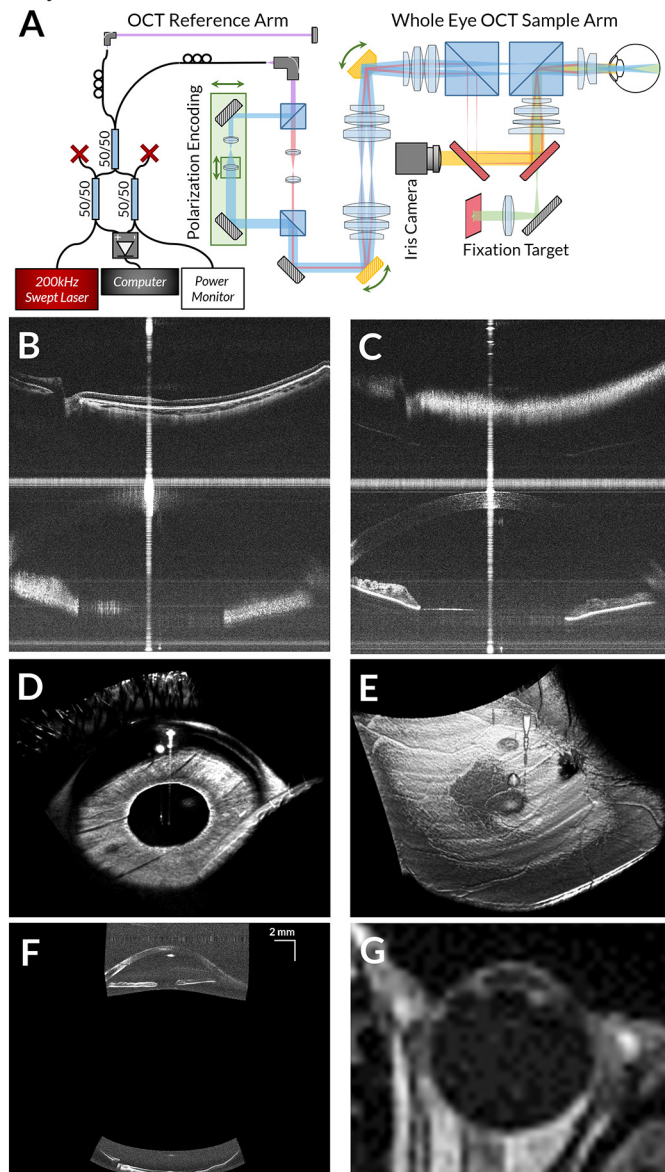 A
OCT Reference Arm
Whole Eye OCT Sample Arm
50/50
50/50
50/50
Polarization Encoding
+ -
200kHz
Swept Laser
Computer
Power
Monitor
Iris Camera
Fixation Target
B
C
D
E
F
2 mm
G